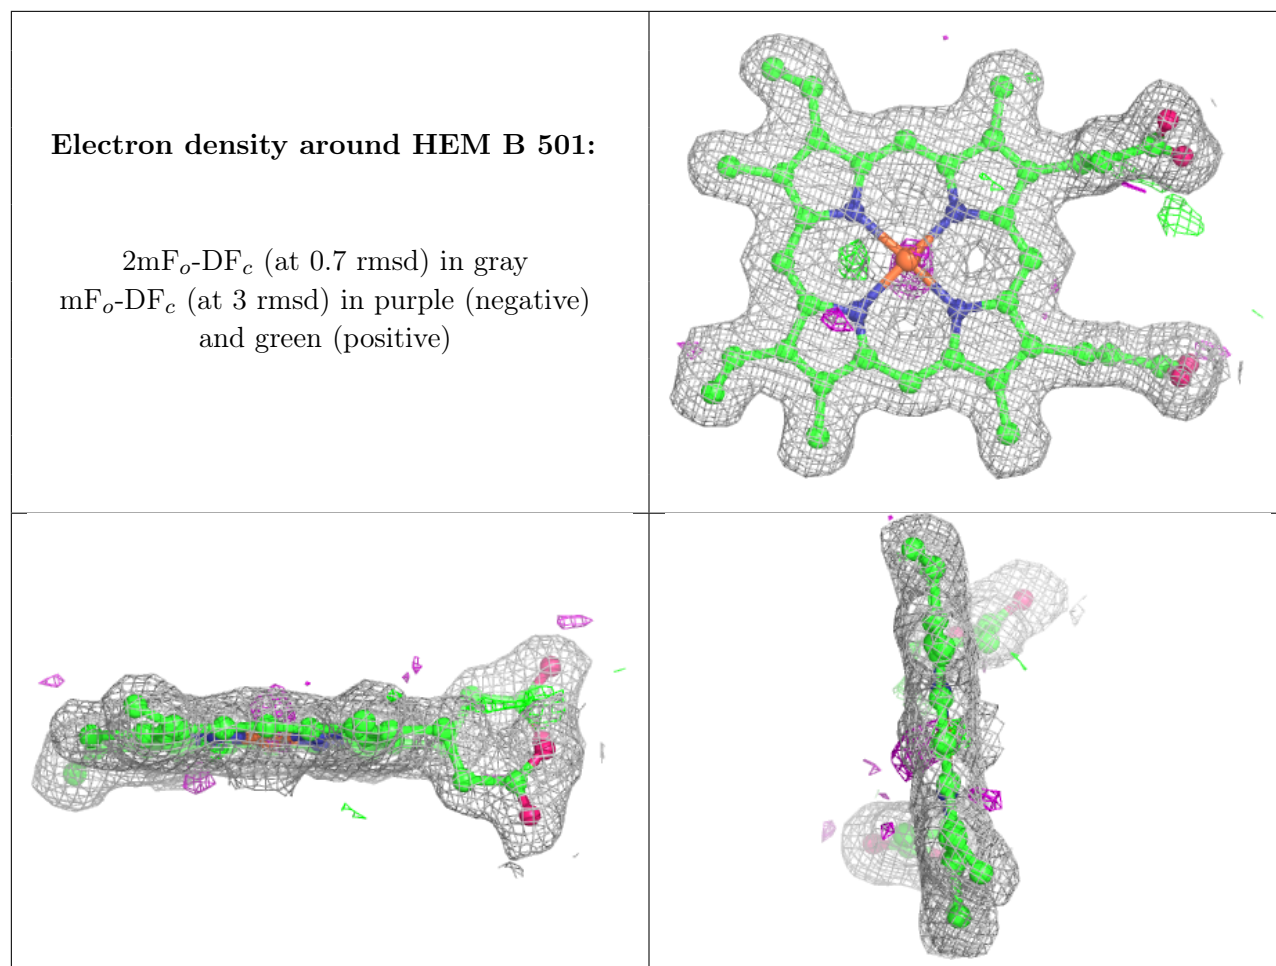 Electron density around HEM B 501:
2mFo-DFc (at 0.7 rmsd) in gray
mFo-DFc (at 3 rmsd) in purple (negative)
and green (positive)